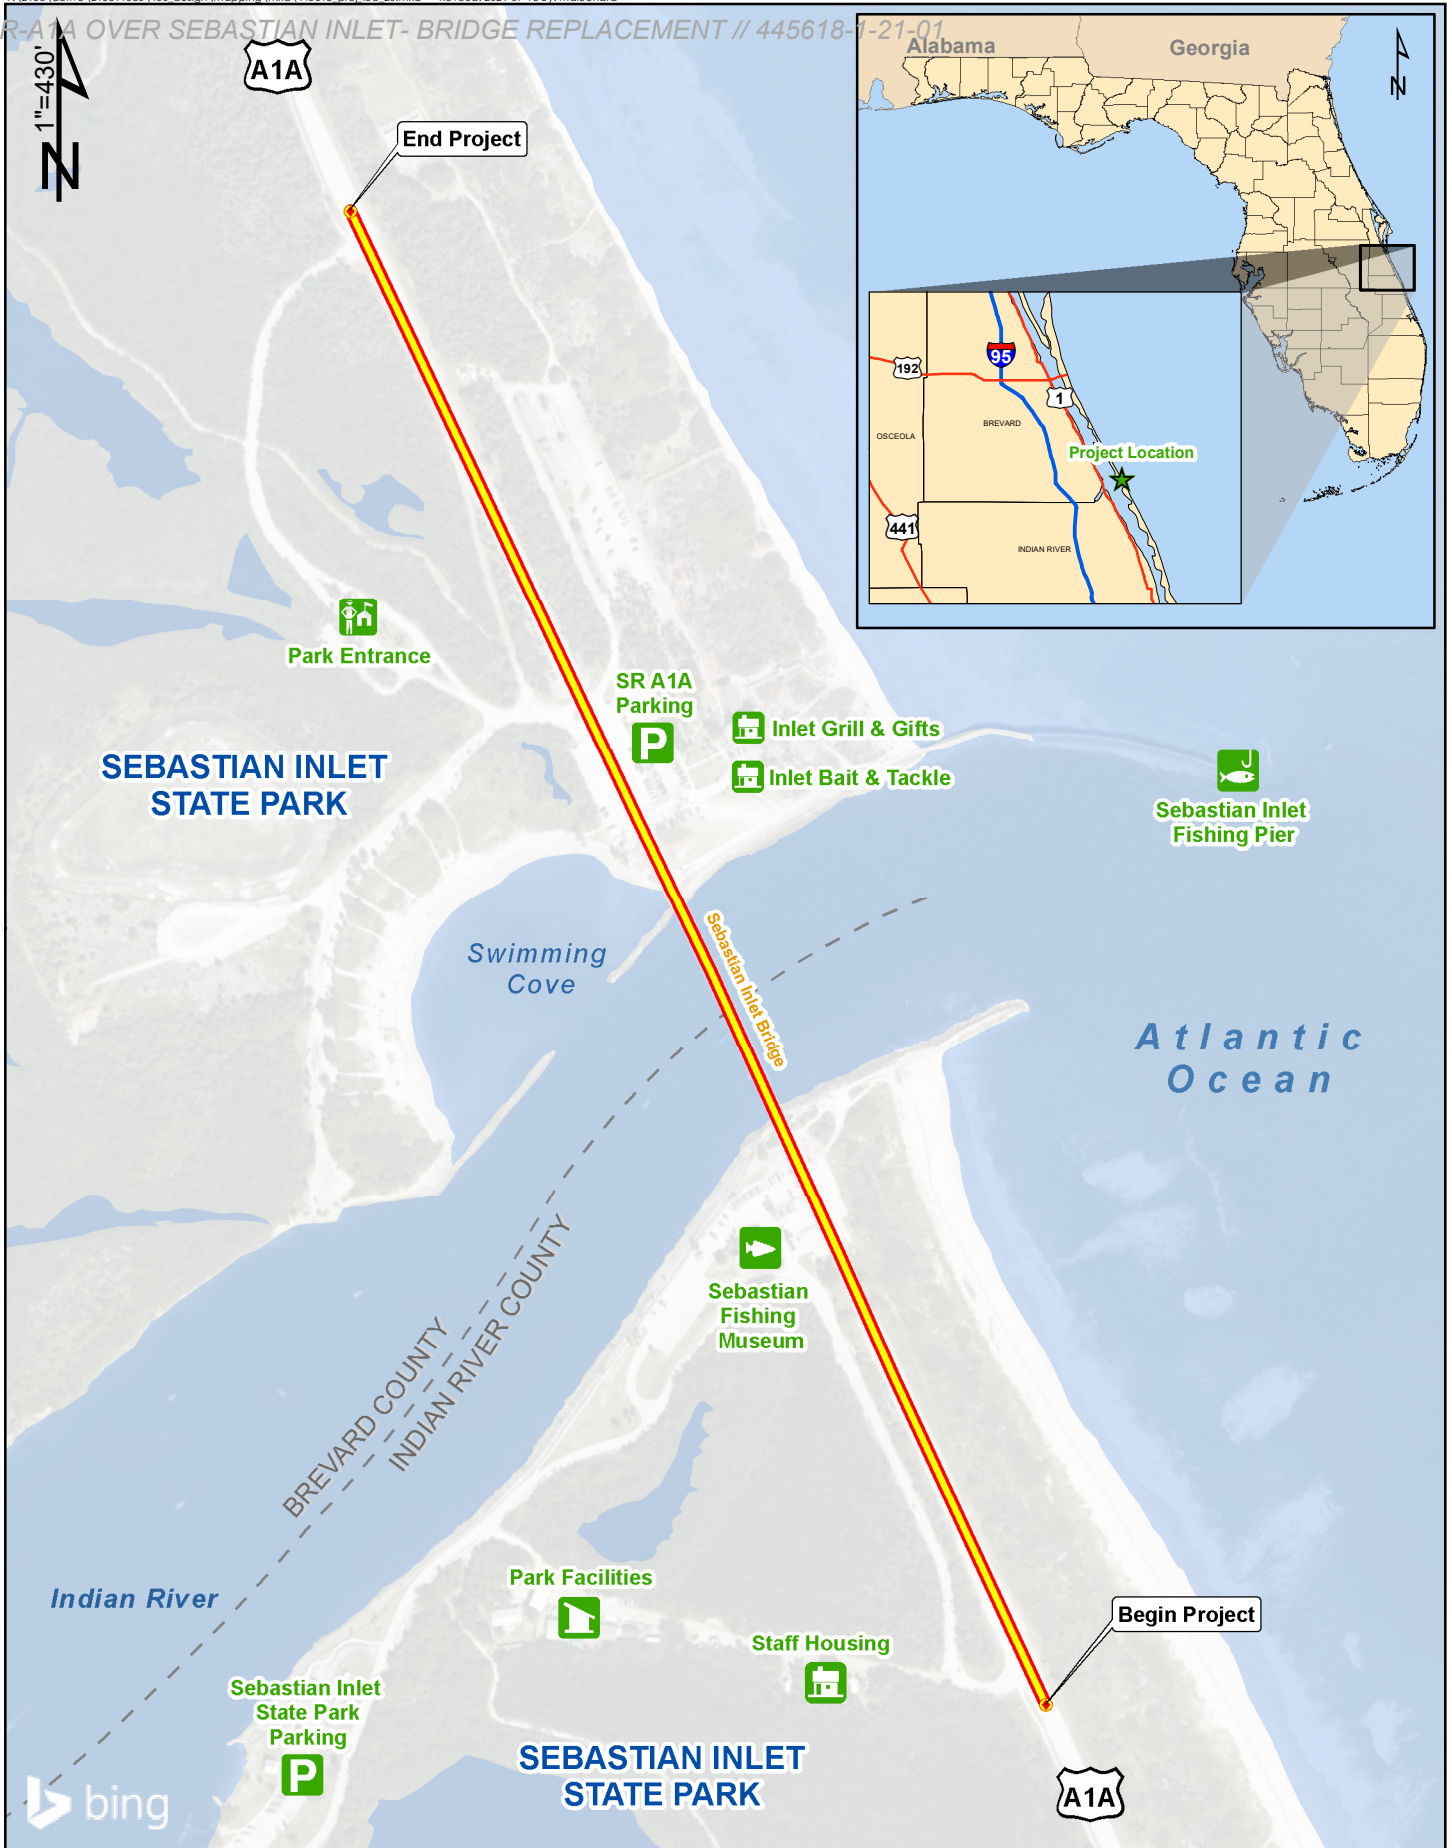 R-A1A OVER SEBASTIAN INLET- BRIDGE REPLACEMENT // 445618-1-21-01
1"=430'
N
A1A
End Project
Alabama
Georgia
N
95
192
1
OSCEOLA
BREVARD
Project Location
441
INDIAN RIVER
Park Entrance
SR A1A
Parking
P
Inlet Grill & Gifts
Inlet Bait & Tackle
SEBASTIAN INLET
STATE PARK
Sebastian Inlet
Fishing Pier
Swimming
Cove
Sebastian Inlet Bridge
Atlantic
Ocean
Sebastian
Fishing
Museum
BREVARD COUNTY
INDIAN RIVER COUNTY
Indian River
Park Facilities
Begin Project
Staff Housing
Sebastian Inlet
State Park
Parking
P
SEBASTIAN INLET
STATE PARK
A1A
bing